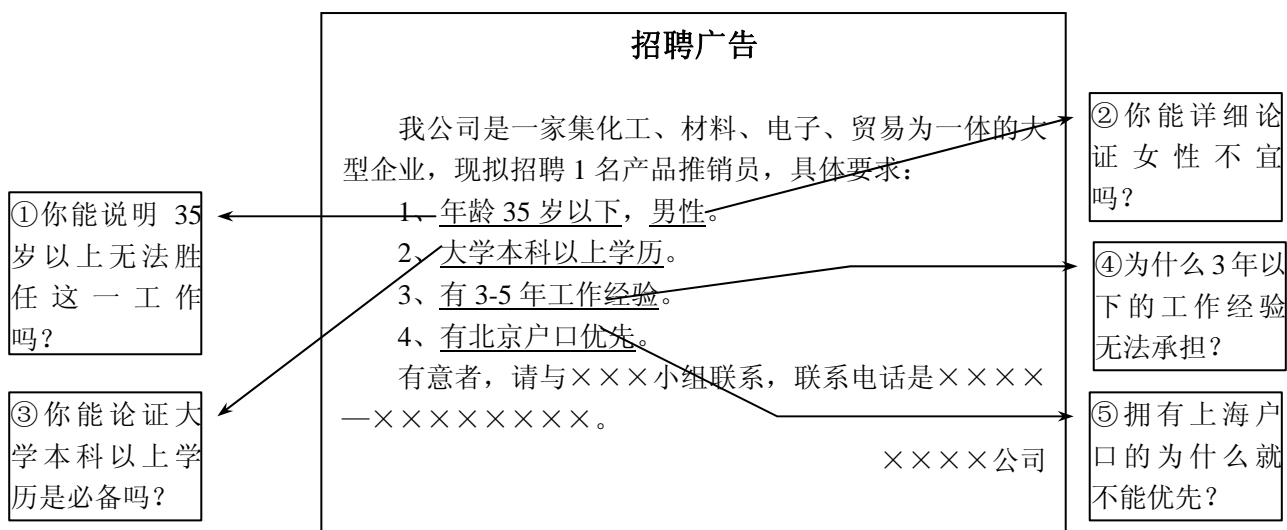 招聘广告
我公司是一家集化工、材料、电子、贸易为一体的大
型企业，现拟招聘 1 名产品推销员，具体要求：
1、年龄 35 岁以下，男性。
2、大学本科以上学历。
3、有 3-5 年工作经验。
4、有北京户口优先。
有意者，请与×××小组联系，联系电话是××××
—××××××××。
××××公司
①你能说明 35
岁以上无法胜
任这一工作
吗？
③你能论证大
学本科以上学
历是必备吗？
②你能详细论
证女性不宜
吗？
④为什么 3 年以
下的工作经验
无法承担？
⑤拥有上海户
口的为什么就
不能优先？